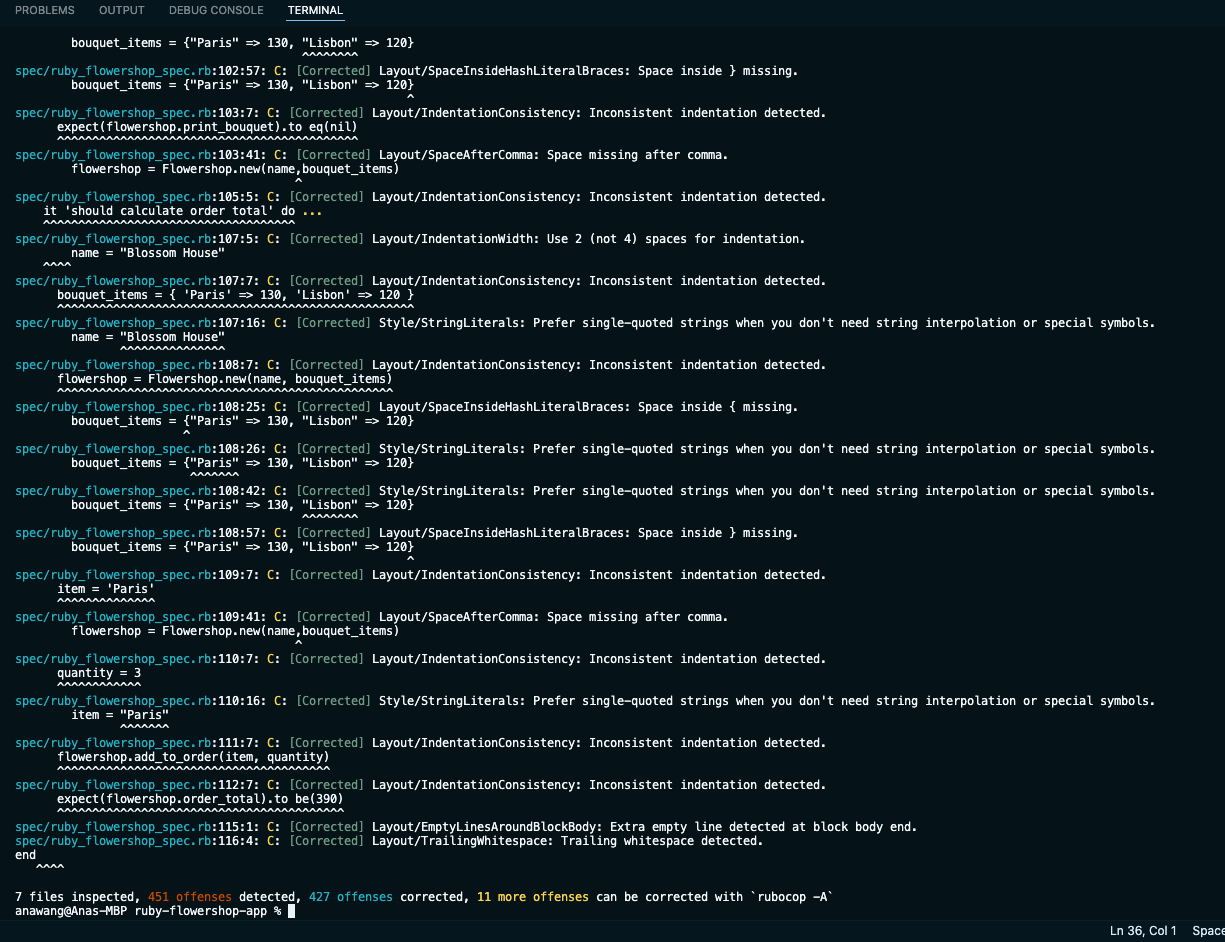 PROBLEMS OUTPUT DEBUG CONSOLE TERMINAL
bouquet_items = {"Paris" => 130, "Lisbon" => 120}
^^^^^^^^
spec/ruby_flowershop_spec.rb:102:57: C: [Corrected] Layout/SpaceInsideHashLiteralBraces: Space inside } missing.
bouquet_items = {"Paris" => 130, "Lisbon" => 120}
^
spec/ruby_flowershop_spec.rb:103:7: C: [Corrected] Layout/IndentationConsistency: Inconsistent indentation detected.
expect(flowershop.print_bouquet).to eq(nil)
^^^^^^^^^^^^^^^^^^^^^^^^^^^^^^^^^^^^^^^^^^^
spec/ruby_flowershop_spec.rb:103:41: C: [Corrected] Layout/SpaceAfterComma: Space missing after comma.
flowershop = Flowershop.new(name,bouquet_items)
^
spec/ruby_flowershop_spec.rb:105:5: C: [Corrected] Layout/IndentationConsistency: Inconsistent indentation detected.
it 'should calculate order total' do ...
^^^^^^^^^^^^^^^^^^^^^^^^^^^^^^^^^^^^
spec/ruby_flowershop_spec.rb:107:5: C: [Corrected] Layout/IndentationWidth: Use 2 (not 4) spaces for indentation.
name = "Blossom House"
^^^^
spec/ruby_flowershop_spec.rb:107:7: C: [Corrected] Layout/IndentationConsistency: Inconsistent indentation detected.
bouquet_items = { 'Paris' => 130, 'Lisbon' => 120 }
^^^^^^^^^^^^^^^^^^^^^^^^^^^^^^^^^^^^^^^^^^^^^^^^^^^
spec/ruby_flowershop_spec.rb:107:16: C: [Corrected] Style/StringLiterals: Prefer single-quoted strings when you don't need string interpolation or special symbols.
name = "Blossom House"
^^^^^^^^^^^^^^^
spec/ruby_flowershop_spec.rb:108:7: C: [Corrected] Layout/IndentationConsistency: Inconsistent indentation detected.
flowershop = Flowershop.new(name, bouquet_items)
^^^^^^^^^^^^^^^^^^^^^^^^^^^^^^^^^^^^^^^^^^^^^^^^
spec/ruby_flowershop_spec.rb:108:25: C: [Corrected] Layout/SpaceInsideHashLiteralBraces: Space inside { missing.
bouquet_items = {"Paris" => 130, "Lisbon" => 120}
^
spec/ruby_flowershop_spec.rb:108:26: C: [Corrected] Style/StringLiterals: Prefer single-quoted strings when you don't need string interpolation or special symbols.
bouquet_items = {"Paris" => 130, "Lisbon" => 120}
^^^^^^^
spec/ruby_flowershop_spec.rb:108:42: C: [Corrected] Style/StringLiterals: Prefer single-quoted strings when you don't need string interpolation or special symbols.
bouquet_items = {"Paris" => 130, "Lisbon" => 120}
^^^^^^^^
spec/ruby_flowershop_spec.rb:108:57: C: [Corrected] Layout/SpaceInsideHashLiteralBraces: Space inside } missing.
bouquet_items = {"Paris" => 130, "Lisbon" => 120}
^
spec/ruby_flowershop_spec.rb:109:7: C: [Corrected] Layout/IndentationConsistency: Inconsistent indentation detected.
item = 'Paris'
^^^^^^^^^^^^^^
spec/ruby_flowershop_spec.rb:109:41: C: [Corrected] Layout/SpaceAfterComma: Space missing after comma.
flowershop = Flowershop.new(name,bouquet_items)
^
spec/ruby_flowershop_spec.rb:110:7: C: [Corrected] Layout/IndentationConsistency: Inconsistent indentation detected.
quantity = 3
^^^^^^^^^^^^
spec/ruby_flowershop_spec.rb:110:16: C: [Corrected] Style/StringLiterals: Prefer single-quoted strings when you don't need string interpolation or special symbols.
item = "Paris"
^^^^^^^
spec/ruby_flowershop_spec.rb:111:7: C: [Corrected] Layout/IndentationConsistency: Inconsistent indentation detected.
flowershop.add_to_order(item, quantity)
^^^^^^^^^^^^^^^^^^^^^^^^^^^^^^^^^^^^^^^
spec/ruby_flowershop_spec.rb:112:7: C: [Corrected] Layout/IndentationConsistency: Inconsistent indentation detected.
expect(flowershop.order_total).to be(390)
^^^^^^^^^^^^^^^^^^^^^^^^^^^^^^^^^^^^^^^^^
spec/ruby_flowershop_spec.rb:115:1: C: [Corrected] Layout/EmptyLinesAroundBlockBody: Extra empty line detected at block body end.
spec/ruby_flowershop_spec.rb:116:4: C: [Corrected] Layout/TrailingWhitespace: Trailing whitespace detected.
end
^^^^
7 files inspected, 451 offenses detected, 427 offenses corrected, 11 more offenses can be corrected with `rubocop -A`
anawang@Anas-MBP ruby-flowershop-app %
Ln 36, Col 1 Space